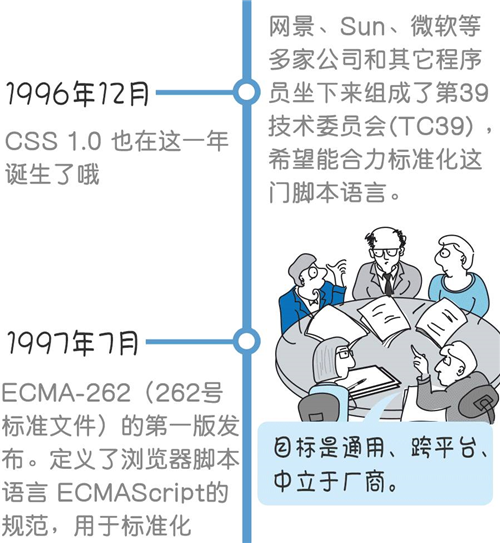 网景、Sun、微软等
多家公司和其它程序
员坐下来组成了第39
技术委员会(TC39)，
希望能合力标准化这
门脚本语言。
1996年12月
CSS 1.0 也在这一年
诞生了哦
1997年7月
ECMA-262（262号
标准文件）的第一版发
布。定义了浏览器脚本
语言 ECMAScript的
规范，用于标准化
目标是通用、跨平台、
中立于厂商。